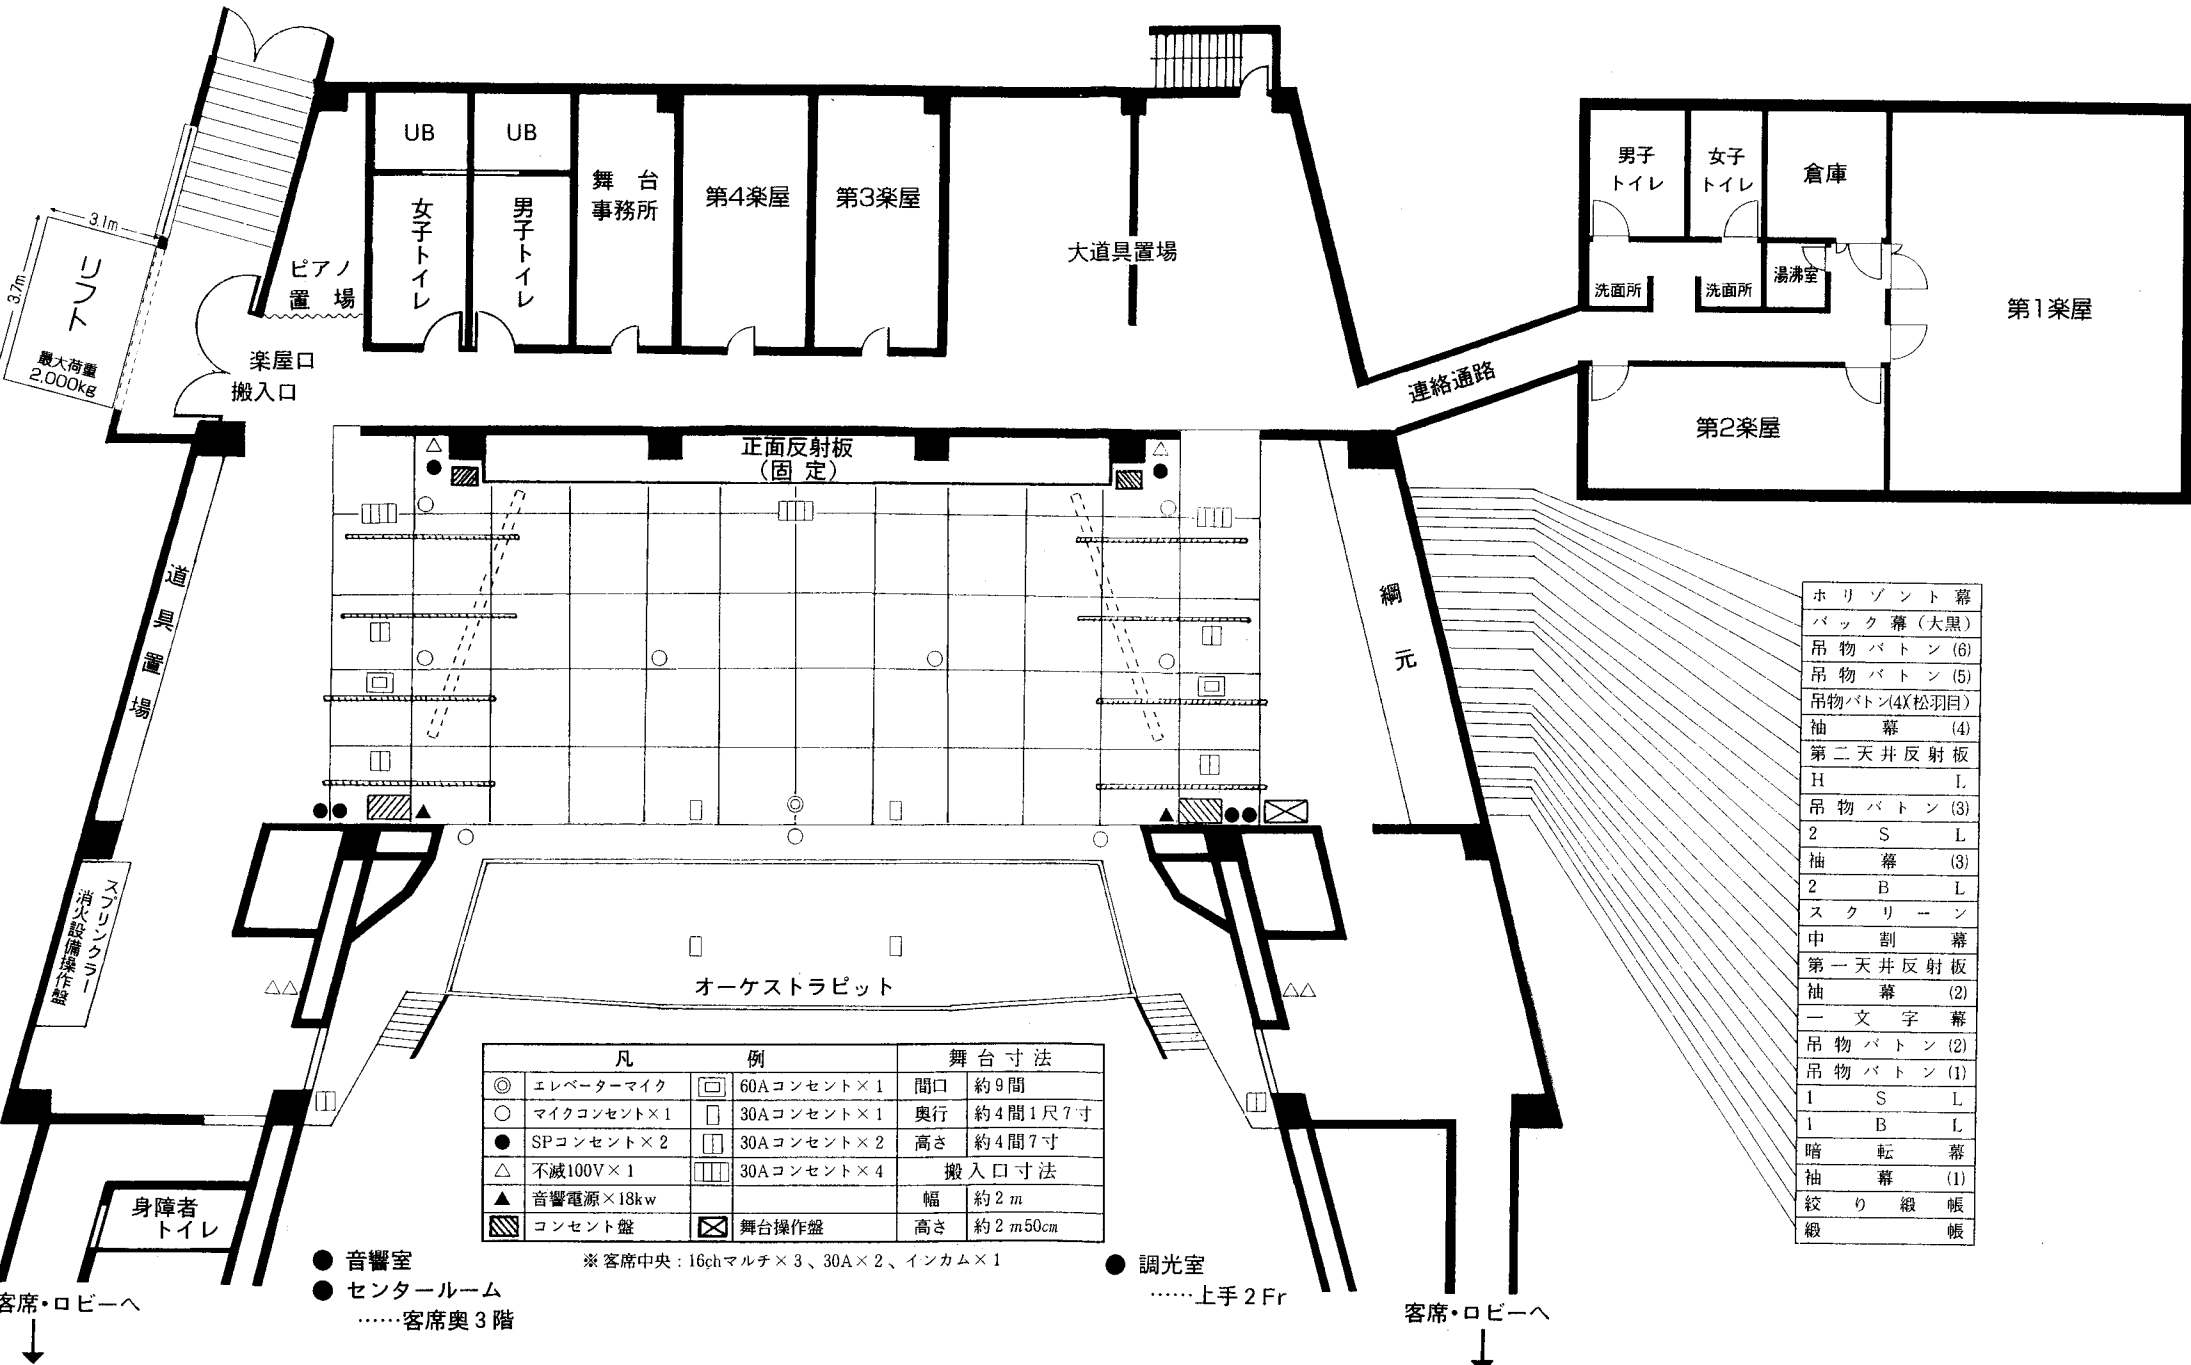 UB
UB
舞台
事務所
第4楽屋
第3楽屋
女子トイレ
男子トイレ
ピアノ
置場
大道具置場
3.1m
3.7m
リフト
最大荷重
2,000kg
楽屋口
搬入口
男子
トイレ
女子
トイレ
倉庫
洗面所
洗面所
湯沸室
第1楽屋
第2楽屋
連絡通路
正面反射板
(固定)
道具置場
綱元
スプリンクラー
消火設備操作盤
オーケストラピット
ホリゾント幕
バック幕(大黒)
吊物バトン(6)
吊物バトン(5)
吊物バトン(4)(松羽目)
袖幕(4)
第二天井反射板
HL
吊物バトン(3)
2SL
袖幕(3)
2BL
スクリーン
中割幕
第一天井反射板
袖幕(2)
一文字幕
吊物バトン(2)
吊物バトン(1)
1SL
1BL
暗転幕
袖幕(1)
絞り緞帳
緞帳
凡例 舞台寸法
エレベーターマイク 60Aコンセント×1 間口 約9間
マイクコンセント×1 30Aコンセント×1 奥行 約4間1尺7寸
SPコンセント×2 30Aコンセント×2 高さ 約4間7寸
不滅100V×1 30Aコンセント×4 搬入口寸法
音響電源×18kw 幅 約2m
コンセント盤 舞台操作盤 高さ 約2m50cm
※客席中央：16chマルチ×3、30A×2、インカム×1
身障者
トイレ
●音響室
●センタールーム
……客席奥3階
●調光室
……上手2Fr
客席・ロビーへ
客席・ロビーへ